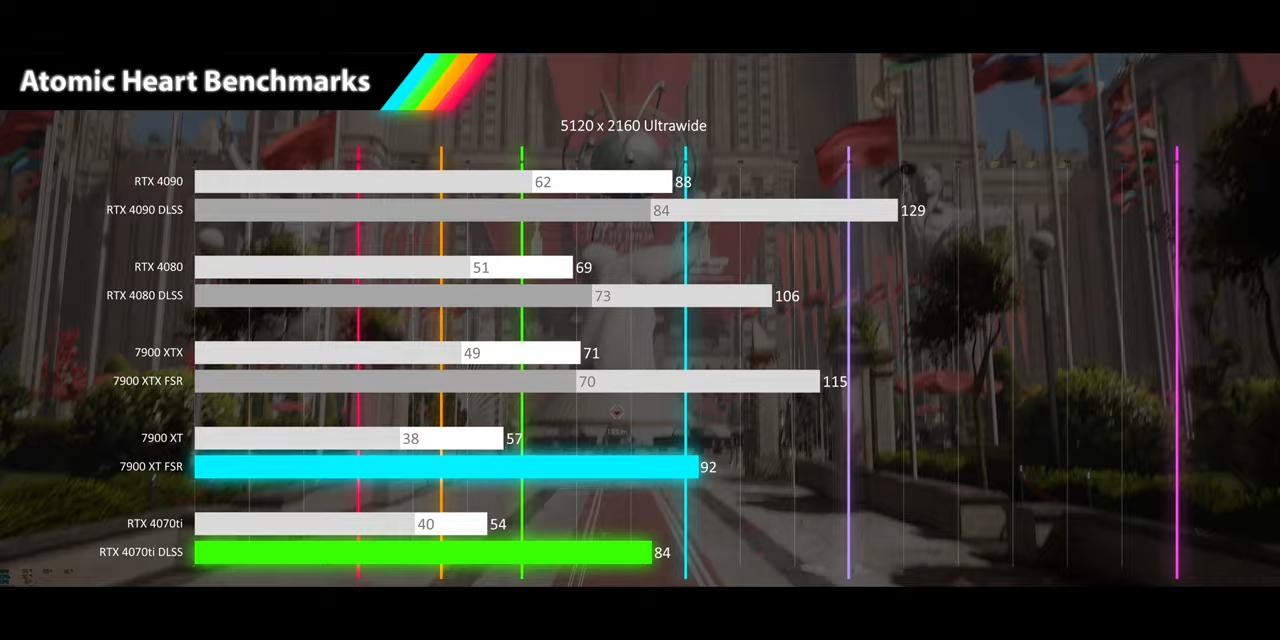 Atomic Heart Benchmarks
5120 x 2160 Ultrawide
RTX 4090 62 88
RTX 4090 DLSS 84 129
RTX 4080 51 69
RTX 4080 DLSS 73 106
7900 XTX 49 71
7900 XTX FSR 70 115
7900 XT 38 57
7900 XT FSR 92
RTX 4070ti 40 54
RTX 4070ti DLSS 84